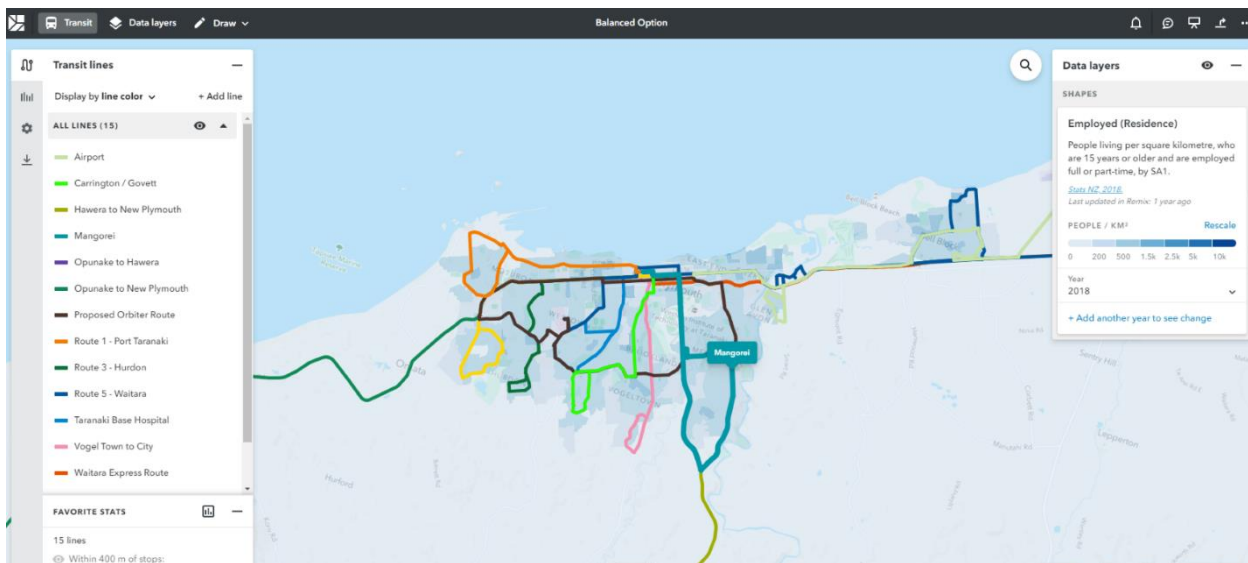 Transit
Data layers
Draw
Balanced Option
Transit lines
Display by line color
+ Add line
ALL LINES (15)
Airport
Carrington / Govett
Hawera to New Plymouth
Mangorei
Opunake to Hawera
Opunake to New Plymouth
Proposed Orbiter Route
Route 1 - Port Taranaki
Route 3 - Hurdon
Route 5 - Waitara
Taranaki Base Hospital
Vogel Town to City
Waitara Express Route
FAVORITE STATS
15 lines
Within 400 m of stops:
Omata
Hurford
VOGELTOWN
Mangorei
Sentry Hill
Lepperton
Data layers
SHAPES
Employed (Residence)
People living per square kilometre, who
are 15 years or older and are employed
full or part-time, by SA1.
Stats NZ, 2018.
Last updated in Remix: 1 year ago
PEOPLE / KM²
Rescale
0 200 500 1.5k 2.5k 5k 10k
Year
2018
+ Add another year to see change